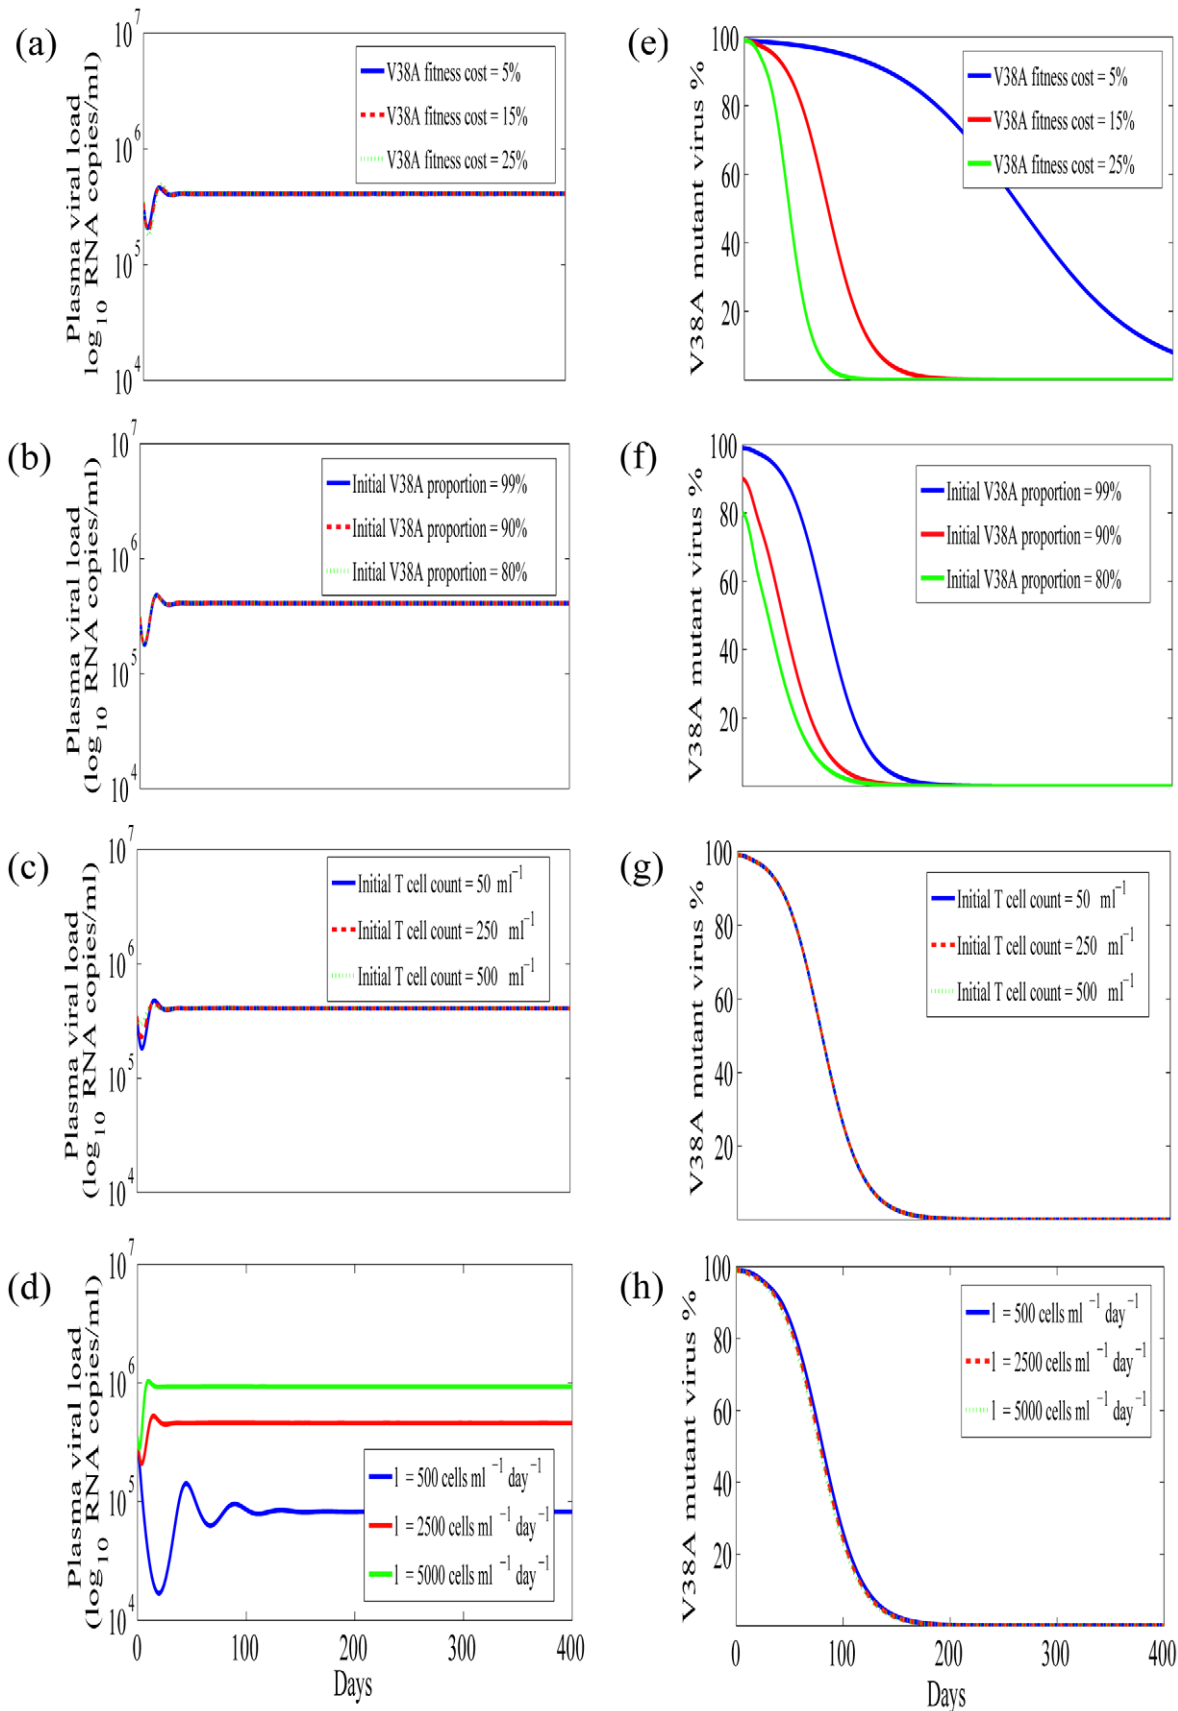 (a)
10^7
10^6
10^5
10^4
Plasma viral load
log_10 RNA copies/ml)
V38A fitness cost = 5%
V38A fitness cost = 15%
V38A fitness cost = 25%
(e)
100
80
60
40
20
V38A mutant virus %
V38A fitness cost = 5%
V38A fitness cost = 15%
V38A fitness cost = 25%
(b)
10^7
10^6
10^5
10^4
Plasma viral load
(log_10 RNA copies/ml)
Initial V38A proportion = 99%
Initial V38A proportion = 90%
Initial V38A proportion = 80%
(f)
100
80
60
40
20
V38A mutant virus %
Initial V38A proportion = 99%
Initial V38A proportion = 90%
Initial V38A proportion = 80%
(c)
10^7
10^6
10^5
10^4
Plasma viral load
(log_10 RNA copies/ml)
Initial T cell count = 50 ml^−1
Initial T cell count = 250 ml^−1
Initial T cell count = 500 ml^−1
(g)
100
80
60
40
20
V38A mutant virus %
Initial T cell count = 50 ml^−1
Initial T cell count = 250 ml^−1
Initial T cell count = 500 ml^−1
(d)
10^7
10^6
10^5
10^4
Plasma viral load
(log_10 RNA copies/ml)
l = 500 cells ml^−1 day^−1
l = 2500 cells ml^−1 day^−1
l = 5000 cells ml^−1 day^−1
0 100 200 300 400
Days
(h)
100
80
60
40
20
V38A mutant virus %
l = 500 cells ml^−1 day^−1
l = 2500 cells ml^−1 day^−1
l = 5000 cells ml^−1 day^−1
0 100 200 300 400
Days